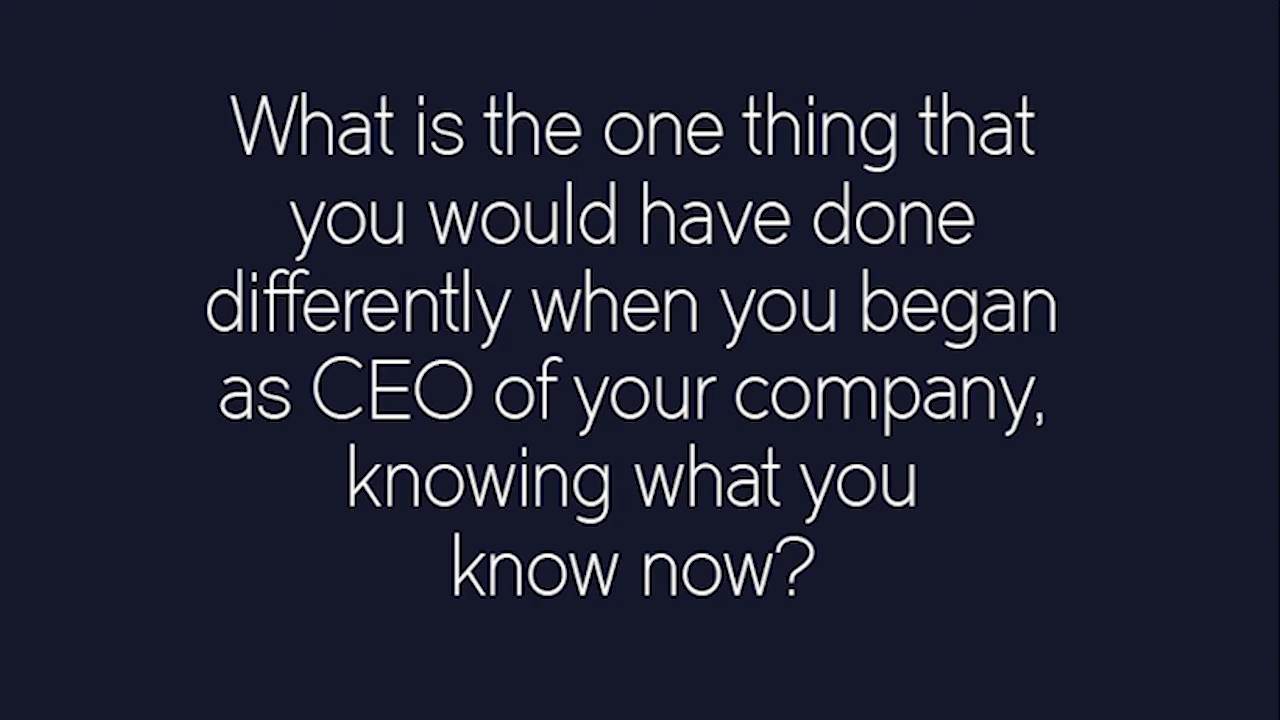 What is the one thing that
you would have done
differently when you began
as CEO of your company,
knowing what you
know now?